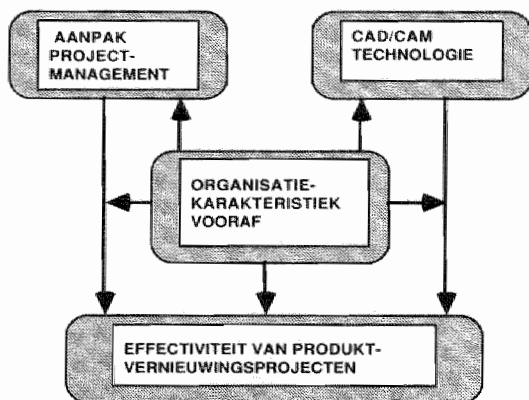 AANPAK
PROJECT-
MANAGEMENT
CAD/CAM
TECHNOLOGIE
ORGANISATIE-
KARAKTERISTIEK
VOORAF
EFFECTIVITEIT VAN PRODUKT-
VERNIEUWINGSPROJECTEN